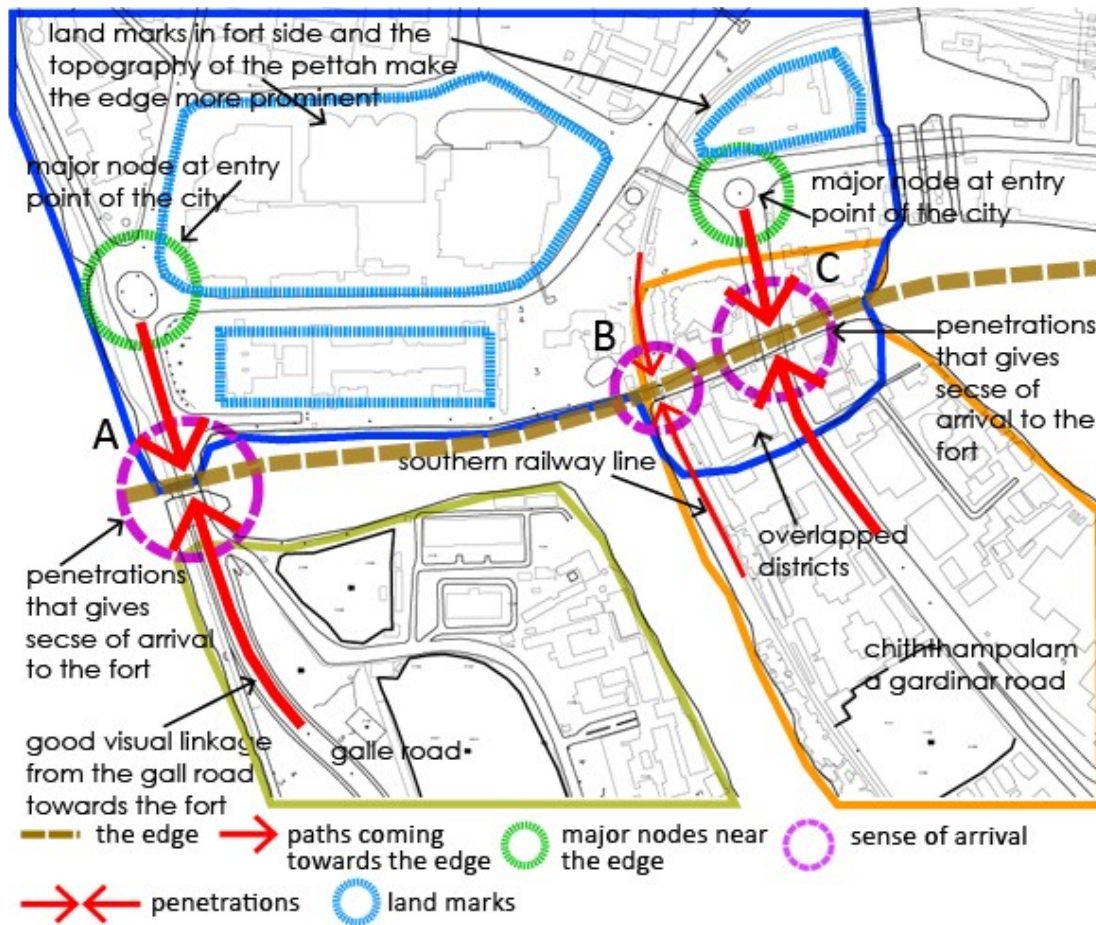 land marks in fort side and the
topography of the pettah make
the edge more prominent
major node at entry
point of the city
major node at entry
point of the city
A
B
C
penetrations
that gives
secse of
arrival to the
fort
southern railway line
overlapped
districts
penetrations
that gives
secse of arrival
to the fort
chiththampalam
a gardinar road
good visual linkage
from the gall road
towards the fort
galle road
the edge
paths coming
towards the edge
major nodes near
the edge
sense of arrival
penetrations
land marks